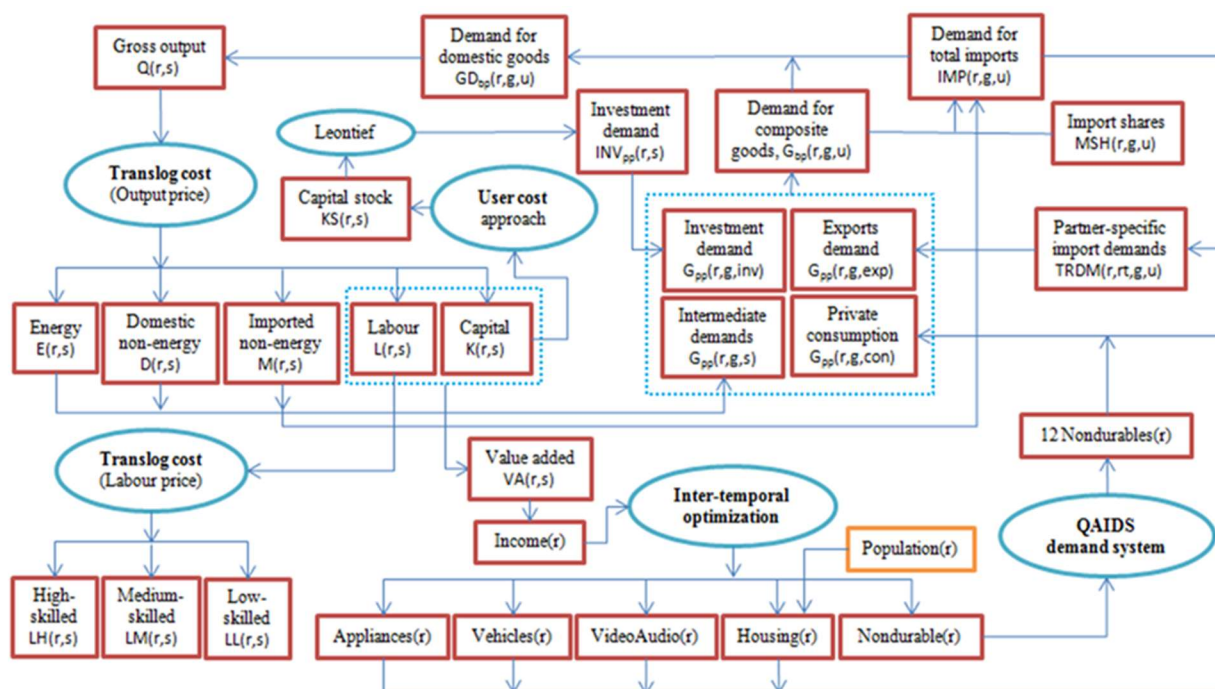 Gross output
Q(r,s)
Demand for
domestic goods
GDbp(r,g,u)
Demand for
total imports
IMP(r,g,u)
Leontief
Investment
demand
INVpp(r,s)
Demand for
composite
goods, Gbp(r,g,u)
Import shares
MSH(r,g,u)
Translog cost
(Output price)
Capital stock
KS(r,s)
User cost
approach
Investment
demand
Gpp(r,g,inv)
Exports
demand
Gpp(r,g,exp)
Partner-specific
import demands
TRDM(r,rt,g,u)
Energy
E(r,s)
Domestic
non-energy
D(r,s)
Imported
non-energy
M(r,s)
Labour
L(r,s)
Capital
K(r,s)
Intermediate
demands
Gpp(r,g,s)
Private
consumption
Gpp(r,g,con)
Translog cost
(Labour price)
Value added
VA(r,s)
12 Nondurables(r)
Inter-temporal
optimization
Income(r)
Population(r)
QAIDS
demand system
High-
skilled
LH(r,s)
Medium-
skilled
LM(r,s)
Low-
skilled
LL(r,s)
Appliances(r)
Vehicles(r)
VideoAudio(r)
Housing(r)
Nondurable(r)